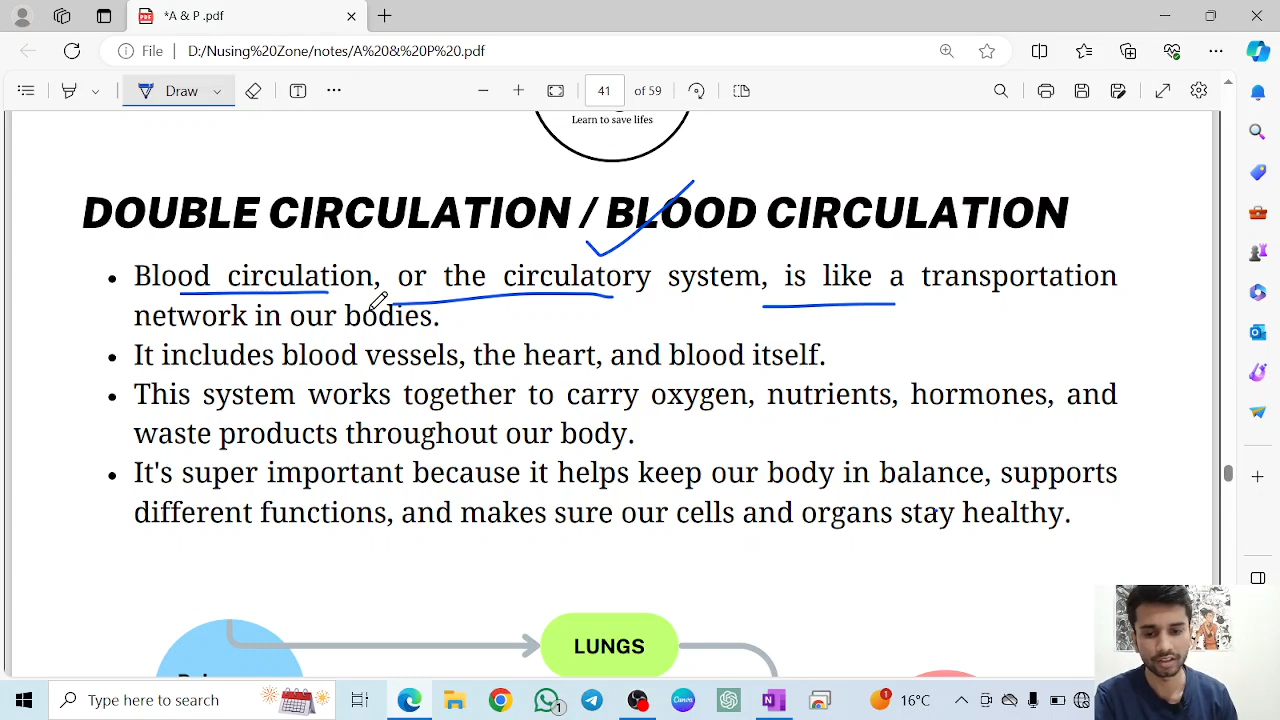 *A & P .pdf
File
D:/Nusing%20Zone/notes/A%20&%20P%20.pdf
Draw
41 of 59
Learn to save lifes
DOUBLE CIRCULATION / BLOOD CIRCULATION
• Blood circulation, or the circulatory system, is like a transportation
network in our bodies.
• It includes blood vessels, the heart, and blood itself.
• This system works together to carry oxygen, nutrients, hormones, and
waste products throughout our body.
• It's super important because it helps keep our body in balance, supports
different functions, and makes sure our cells and organs stay healthy.
LUNGS
Type here to search
1
Canva
1
16°C